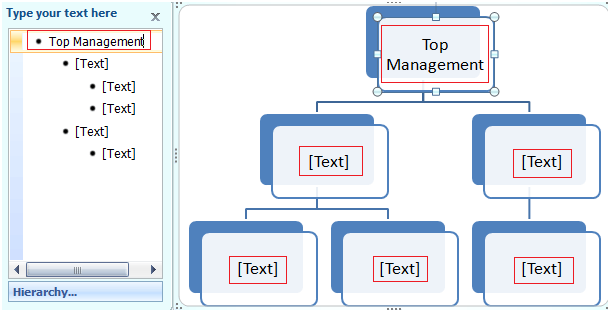 Type your text here
Top Management
[Text]
[Text]
[Text]
[Text]
[Text]
Hierarchy...
Top
Management
[Text]
[Text]
[Text]
[Text]
[Text]